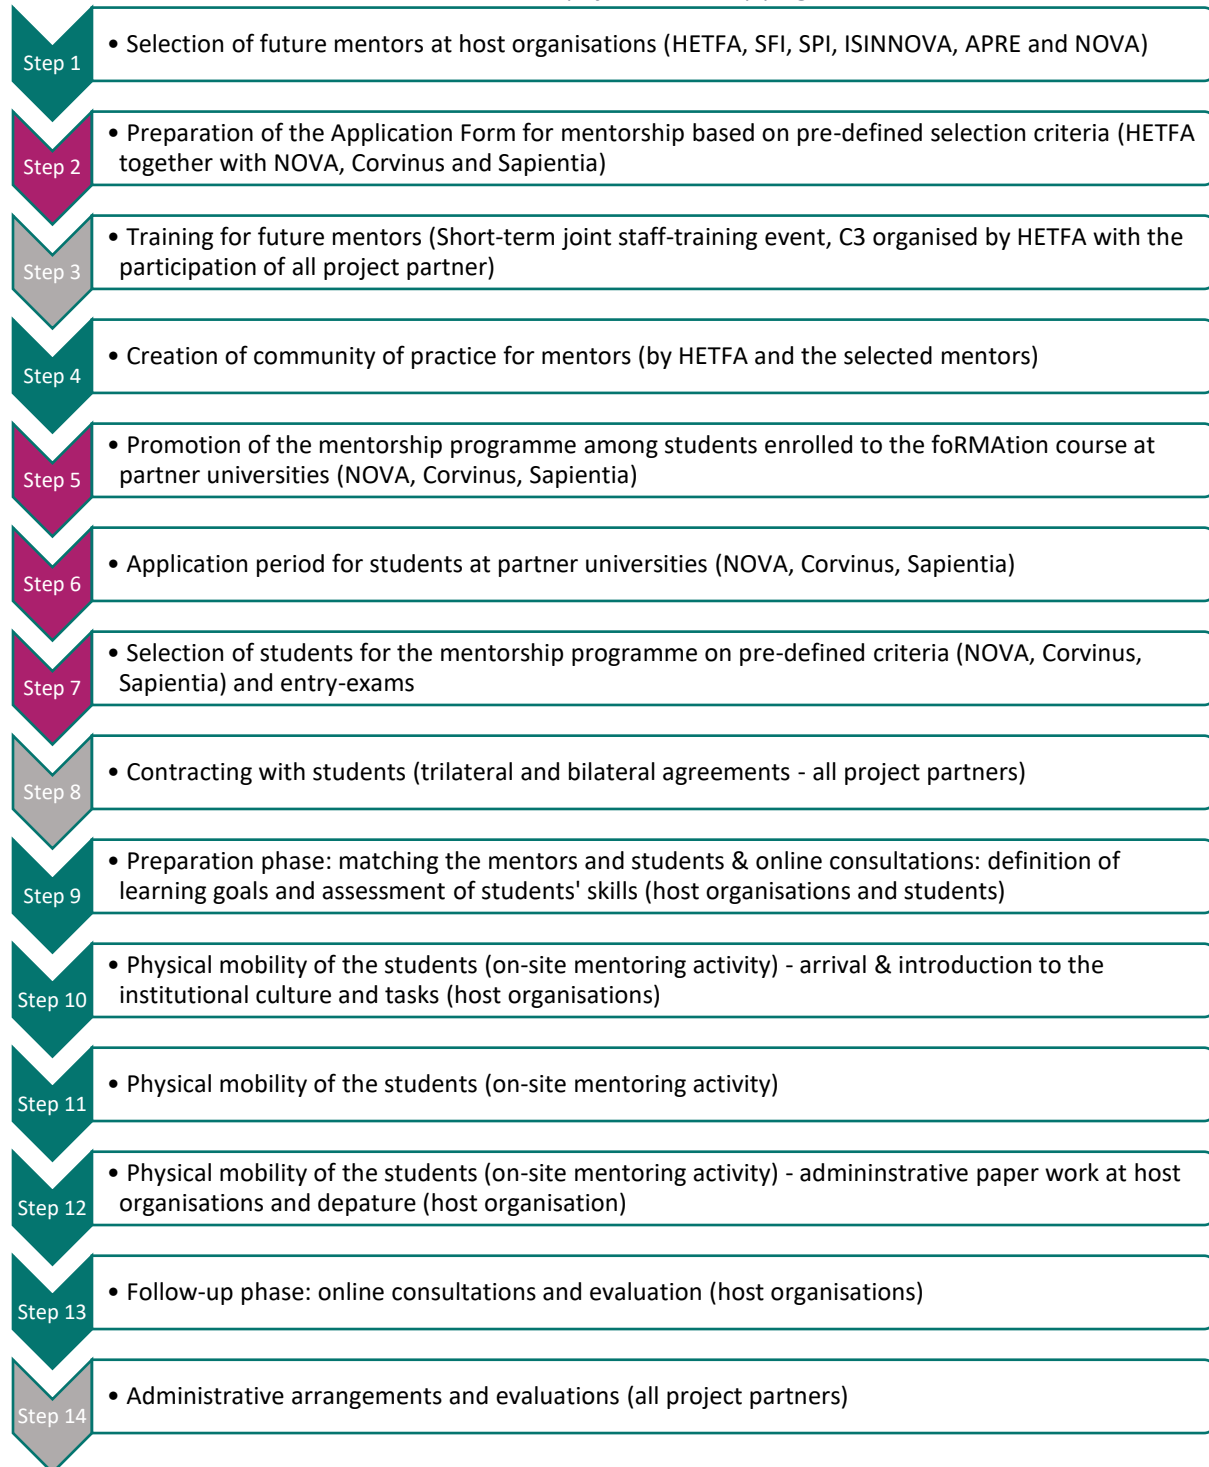 Step 1
• Selection of future mentors at host organisations (HETFA, SFI, SPI, ISINNOVA, APRE and NOVA)
Step 2
• Preparation of the Application Form for mentorship based on pre-defined selection criteria (HETFA
together with NOVA, Corvinus and Sapientia)
Step 3
• Training for future mentors (Short-term joint staff-training event, C3 organised by HETFA with the
participation of all project partner)
Step 4
• Creation of community of practice for mentors (by HETFA and the selected mentors)
Step 5
• Promotion of the mentorship programme among students enrolled to the foRMAtion course at
partner universities (NOVA, Corvinus, Sapientia)
Step 6
• Application period for students at partner universities (NOVA, Corvinus, Sapientia)
Step 7
• Selection of students for the mentorship programme on pre-defined criteria (NOVA, Corvinus,
Sapientia) and entry-exams
Step 8
• Contracting with students (trilateral and bilateral agreements - all project partners)
Step 9
• Preparation phase: matching the mentors and students & online consultations: definition of
learning goals and assessment of students' skills (host organisations and students)
Step 10
• Physical mobility of the students (on-site mentoring activity) - arrival & introduction to the
institutional culture and tasks (host organisations)
Step 11
• Physical mobility of the students (on-site mentoring activity)
Step 12
• Physical mobility of the students (on-site mentoring activity) - admininstrative paper work at host
organisations and depature (host organisation)
Step 13
• Follow-up phase: online consultations and evaluation (host organisations)
Step 14
• Administrative arrangements and evaluations (all project partners)